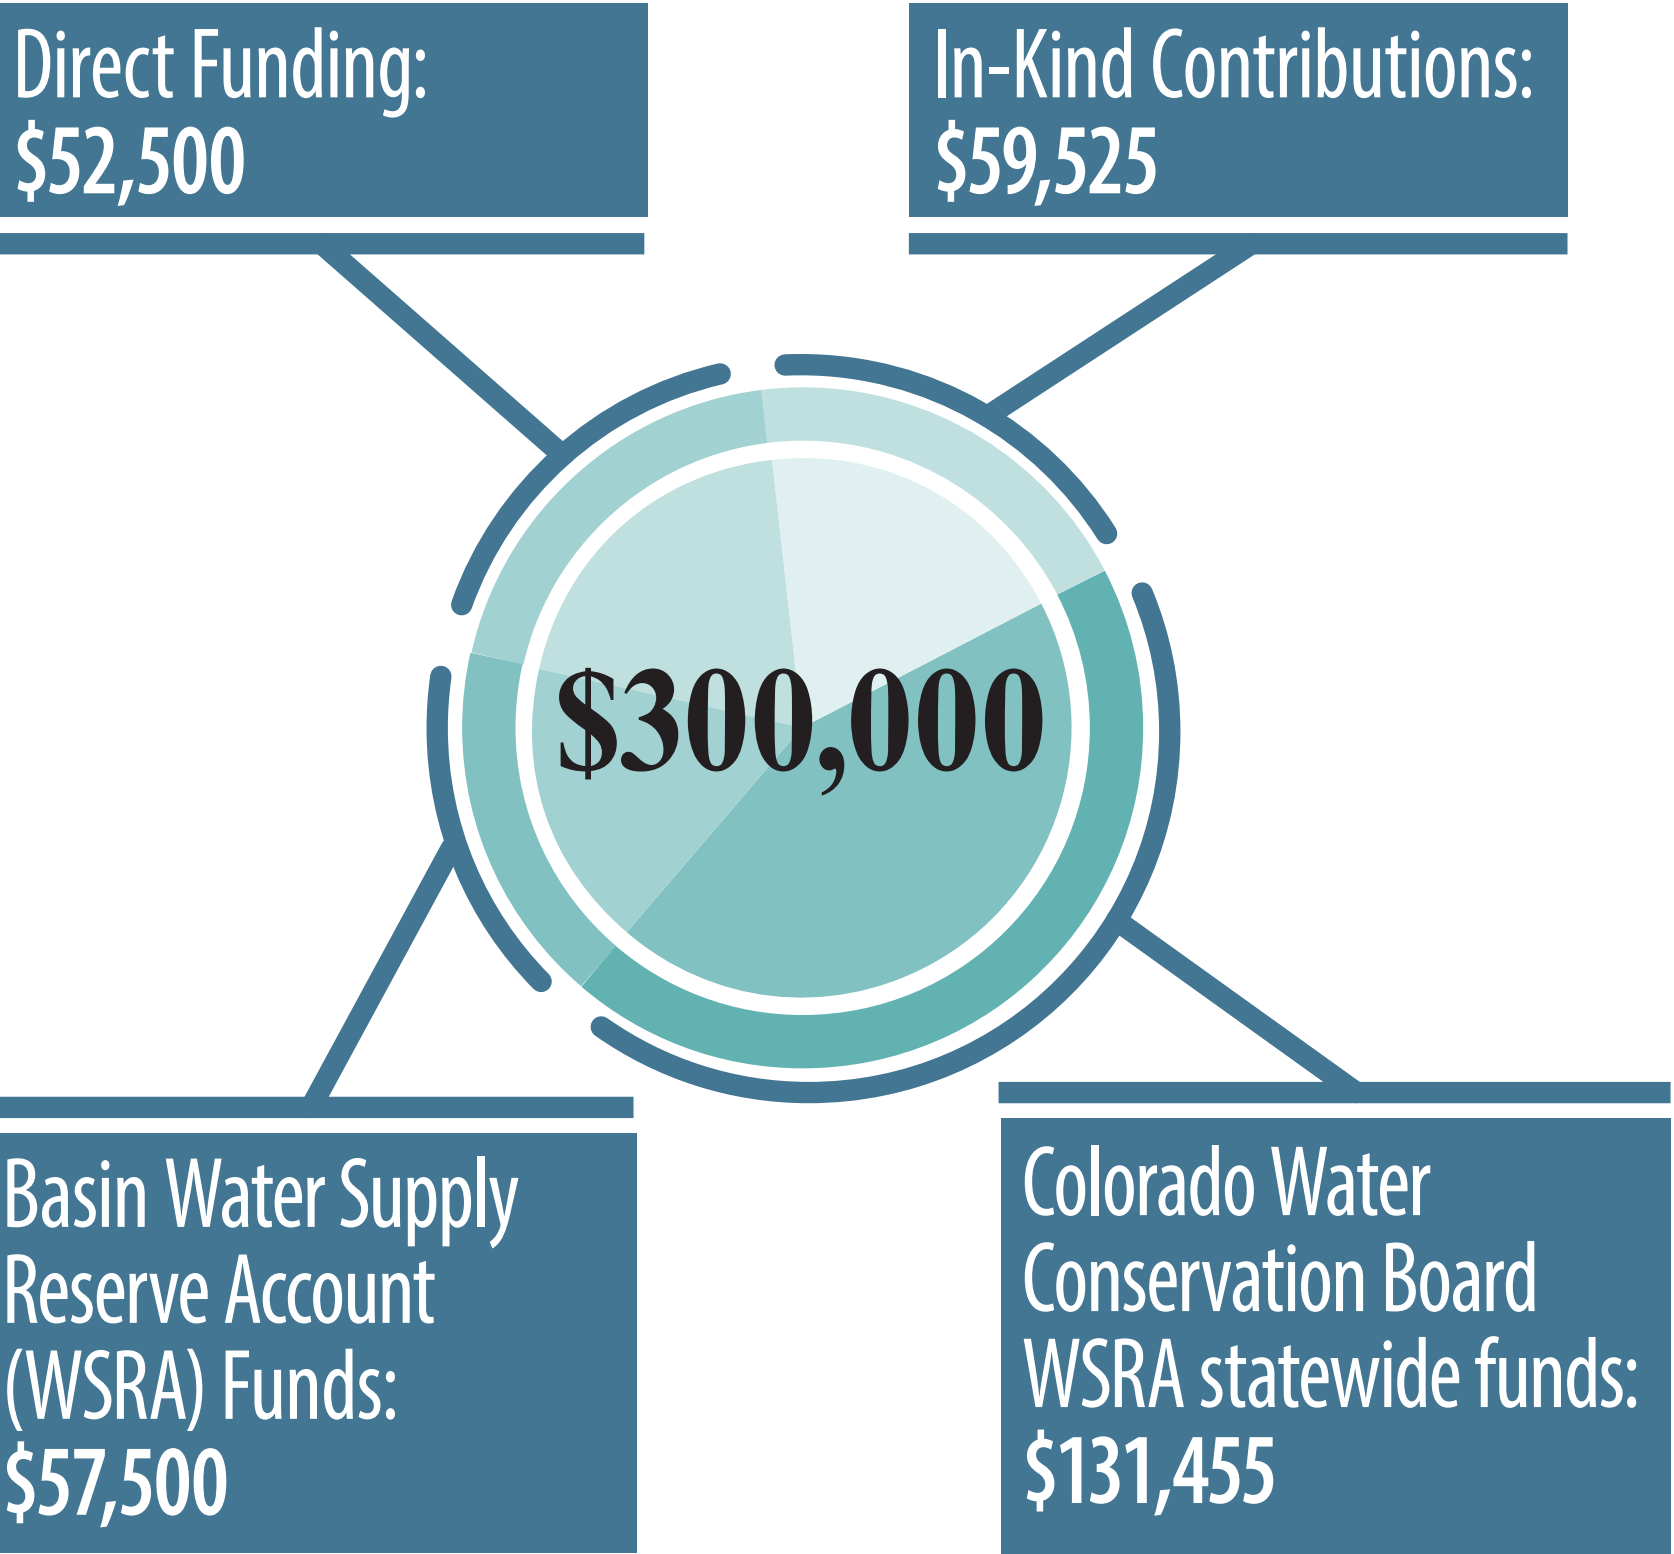 Direct Funding:
$52,500
In-Kind Contributions:
$59,525
$300,000
Basin Water Supply
Reserve Account
(WSRA) Funds:
$57,500
Colorado Water
Conservation Board
WSRA statewide funds:
$131,455